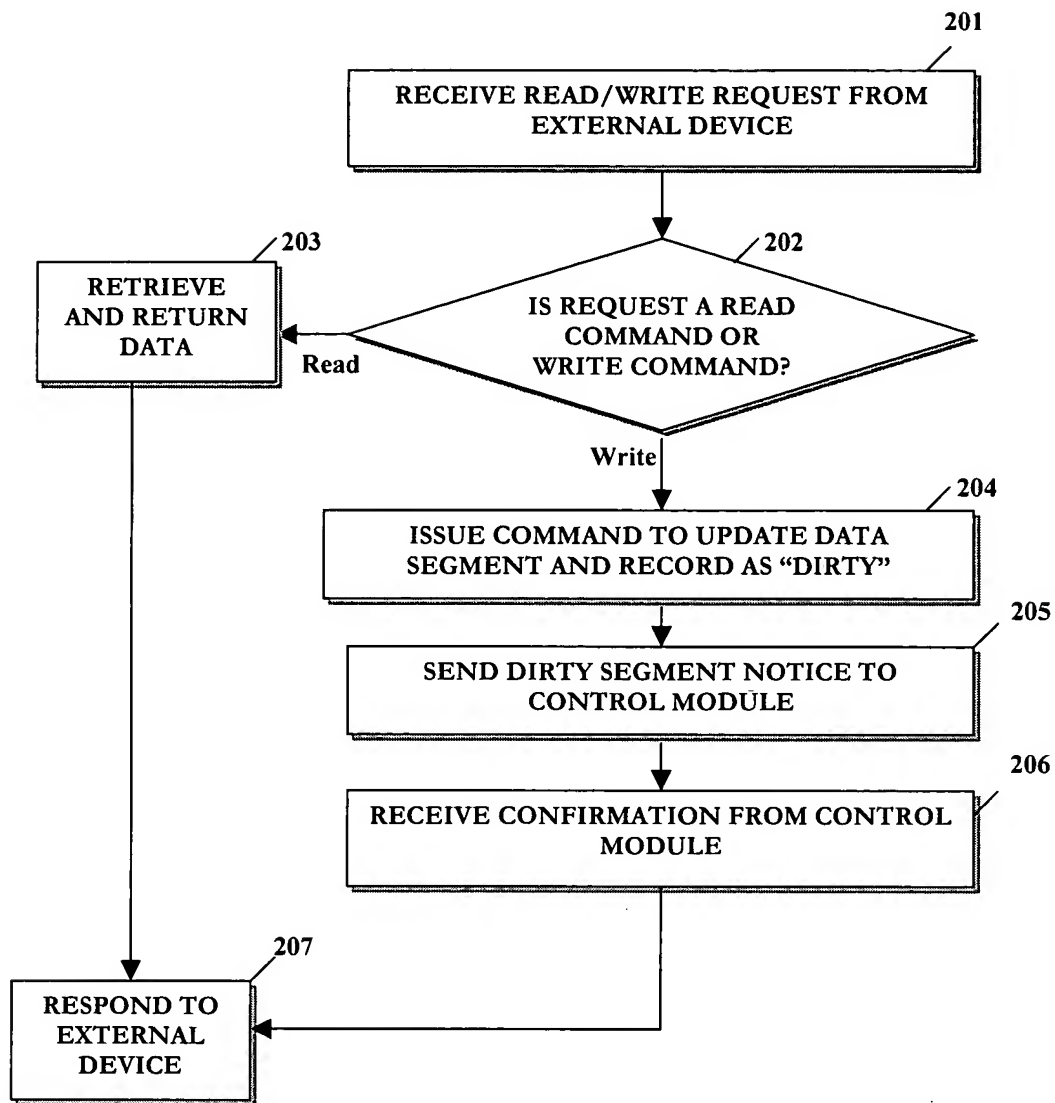 201
RECEIVE READ/WRITE REQUEST FROM
EXTERNAL DEVICE
202
IS REQUEST A READ
COMMAND OR
WRITE COMMAND?
203
RETRIEVE
AND RETURN
DATA
Read
Write
204
ISSUE COMMAND TO UPDATE DATA
SEGMENT AND RECORD AS “DIRTY”
205
SEND DIRTY SEGMENT NOTICE TO
CONTROL MODULE
206
RECEIVE CONFIRMATION FROM CONTROL
MODULE
207
RESPOND TO
EXTERNAL
DEVICE